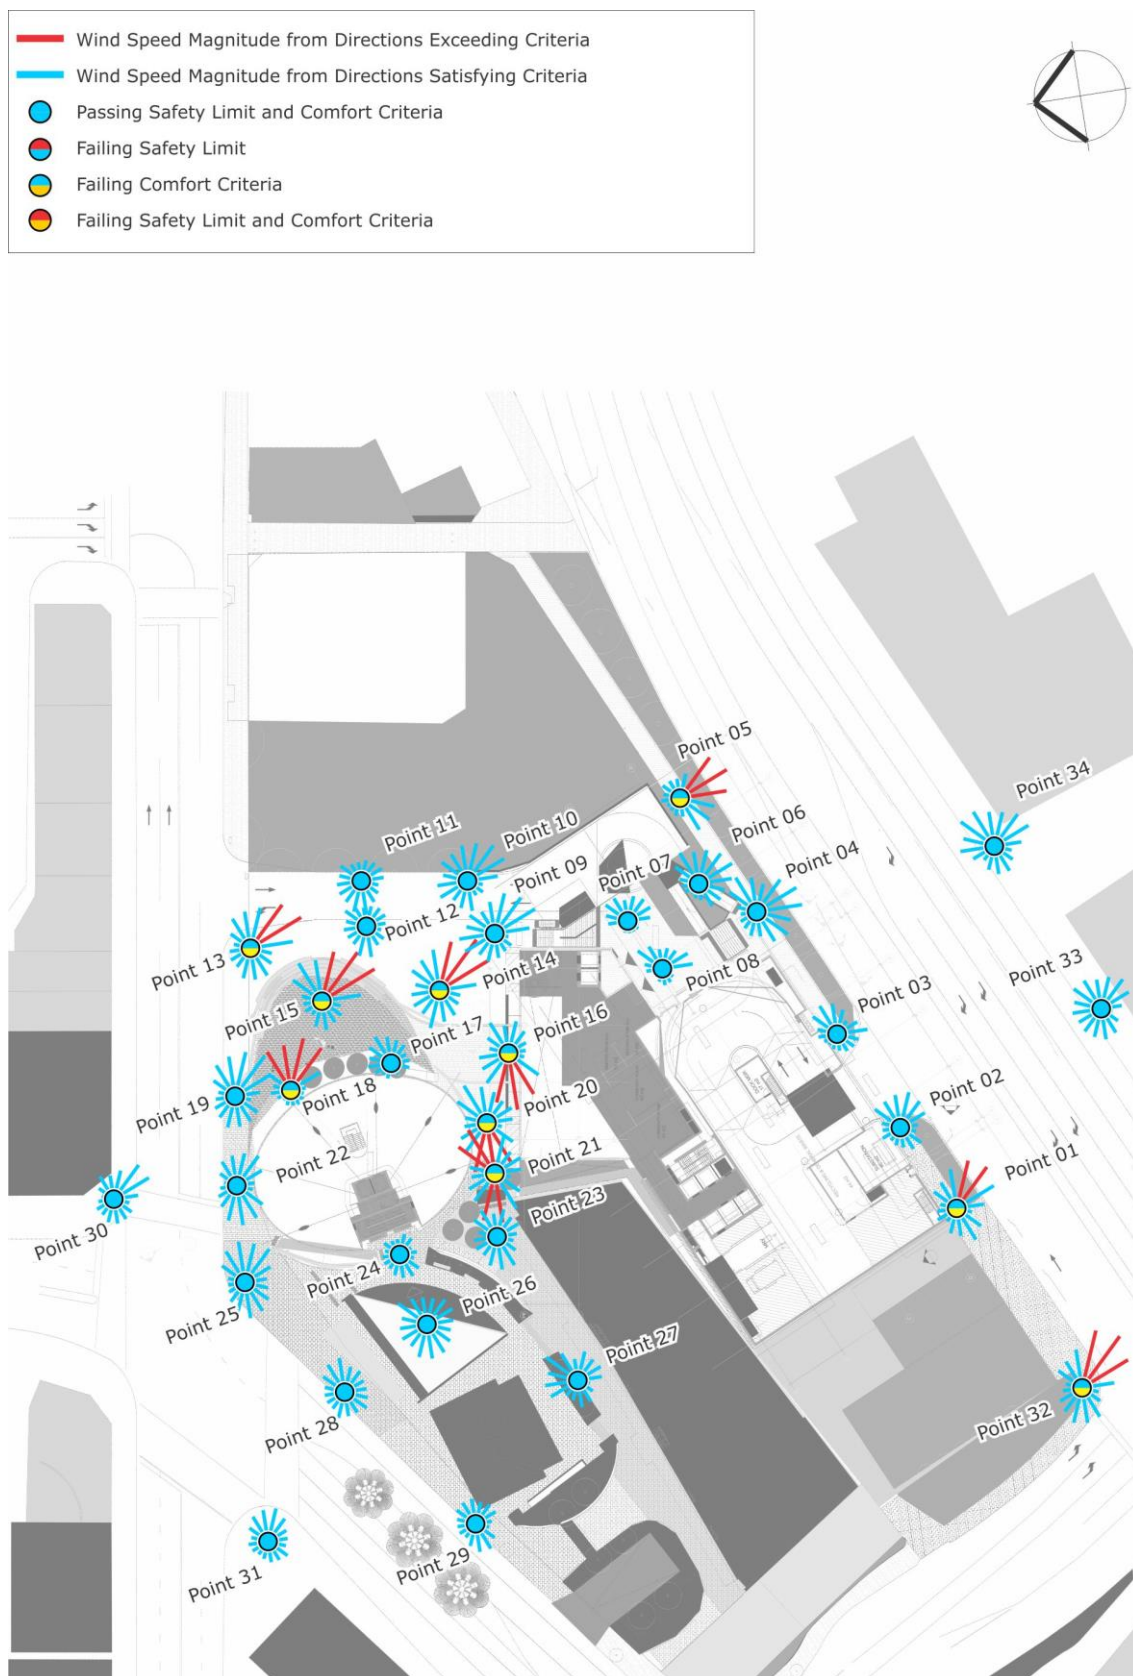 Wind Speed Magnitude from Directions Exceeding Criteria
Wind Speed Magnitude from Directions Satisfying Criteria
Passing Safety Limit and Comfort Criteria
Failing Safety Limit
Failing Comfort Criteria
Failing Safety Limit and Comfort Criteria
Point 05
Point 34
Point 06
Point 11
Point 10
Point 04
Point 09
Point 07
Point 12
Point 13
Point 14
Point 08
Point 33
Point 15
Point 17
Point 16
Point 03
Point 18
Point 19
Point 20
Point 02
Point 22
Point 21
Point 01
Point 30
Point 23
Point 24
Point 26
Point 25
Point 27
Point 28
Point 32
Point 29
Point 31